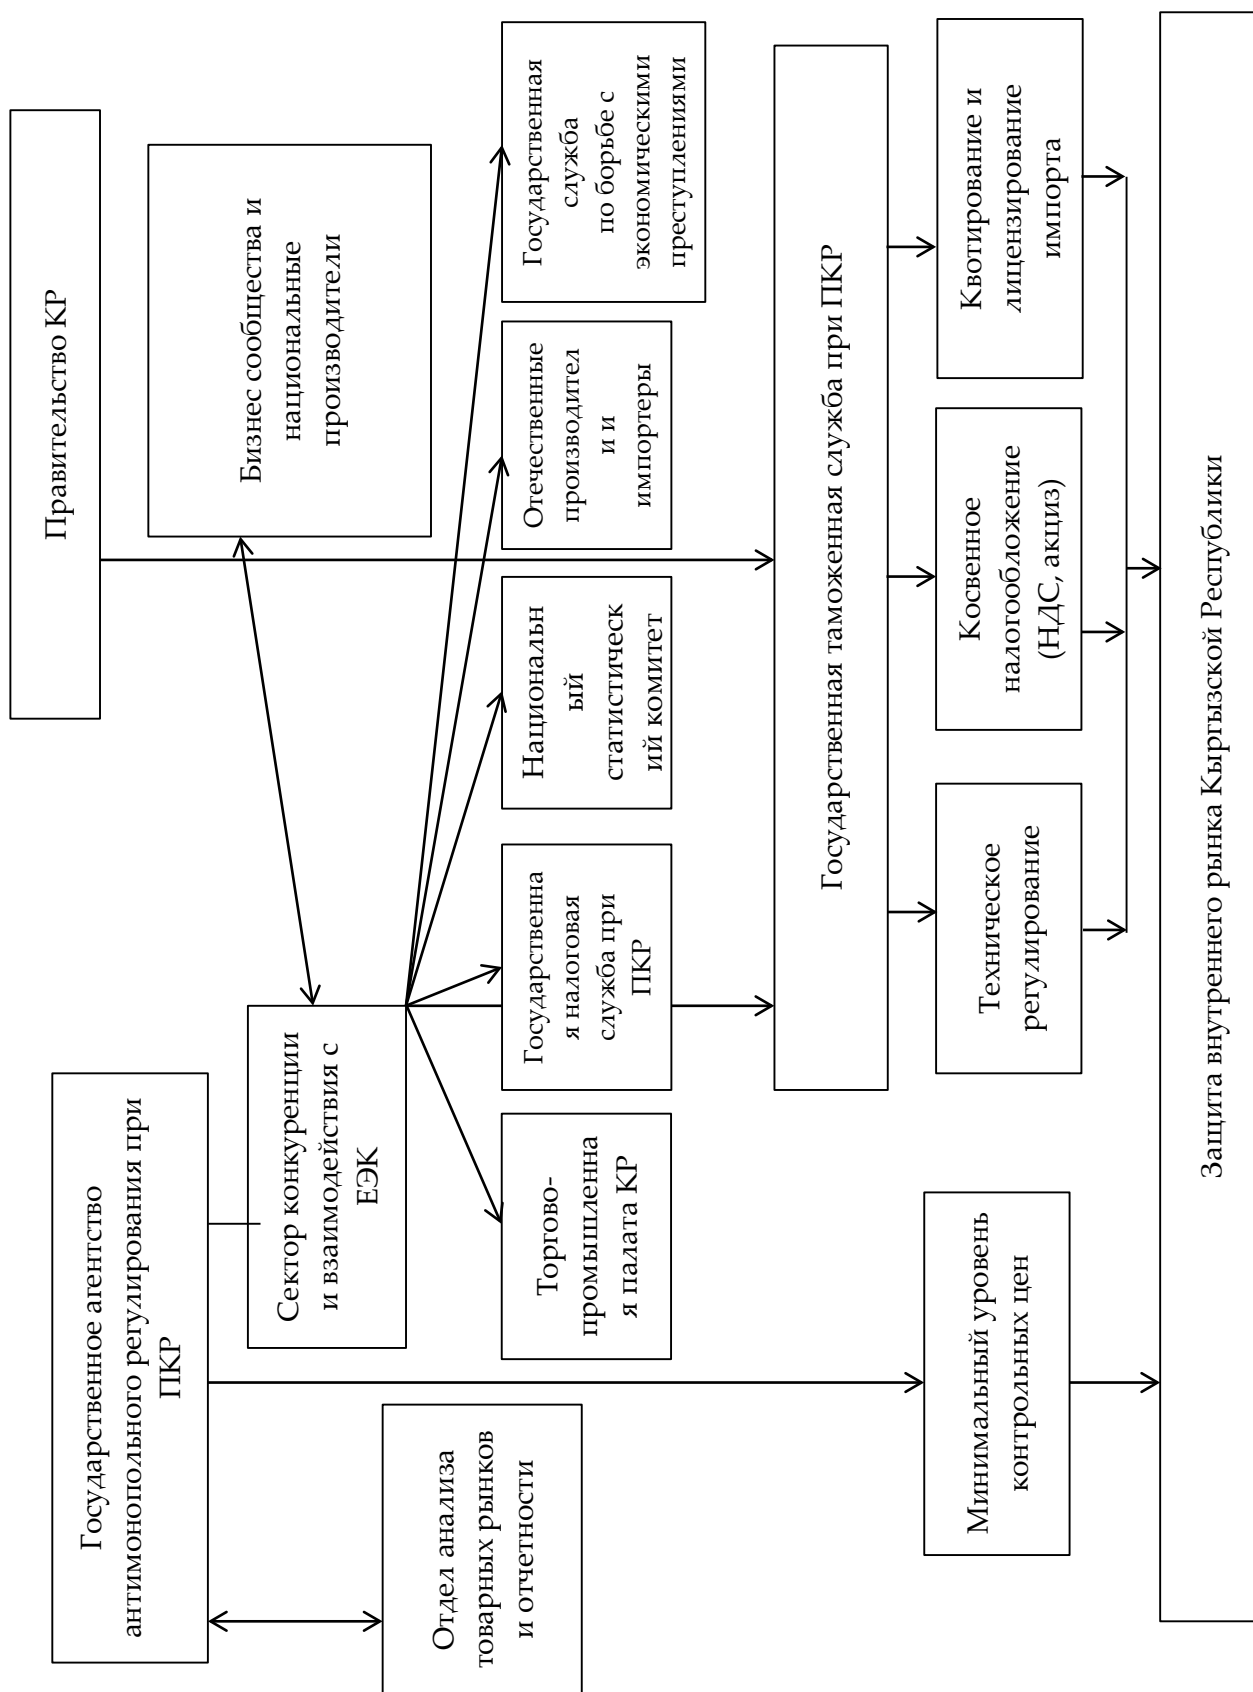 Правительство КР
Государственное агентство
антимонопольного регулирования при
ПКР
Бизнес сообщества и
национальные
производители
Сектор конкуренции
и взаимодействия с
ЕЭК
Отдел анализа
товарных рынков
и отчетности
Торгово-
промышленна
я палата КР
Государственна
я налоговая
служба при
ПКР
Национальн
ый
статистическ
ий комитет
Отечественные
производител
и и
импортеры
Государственная
служба
по борьбе с
экономическими
преступлениями
Государственная таможенная служба при ПКР
Минимальный уровень
контрольных цен
Техническое
регулирование
Косвенное
налогообложение
(НДС, акциз)
Квотирование и
лицензирование
импорта
Защита внутреннего рынка Кыргызской Республики